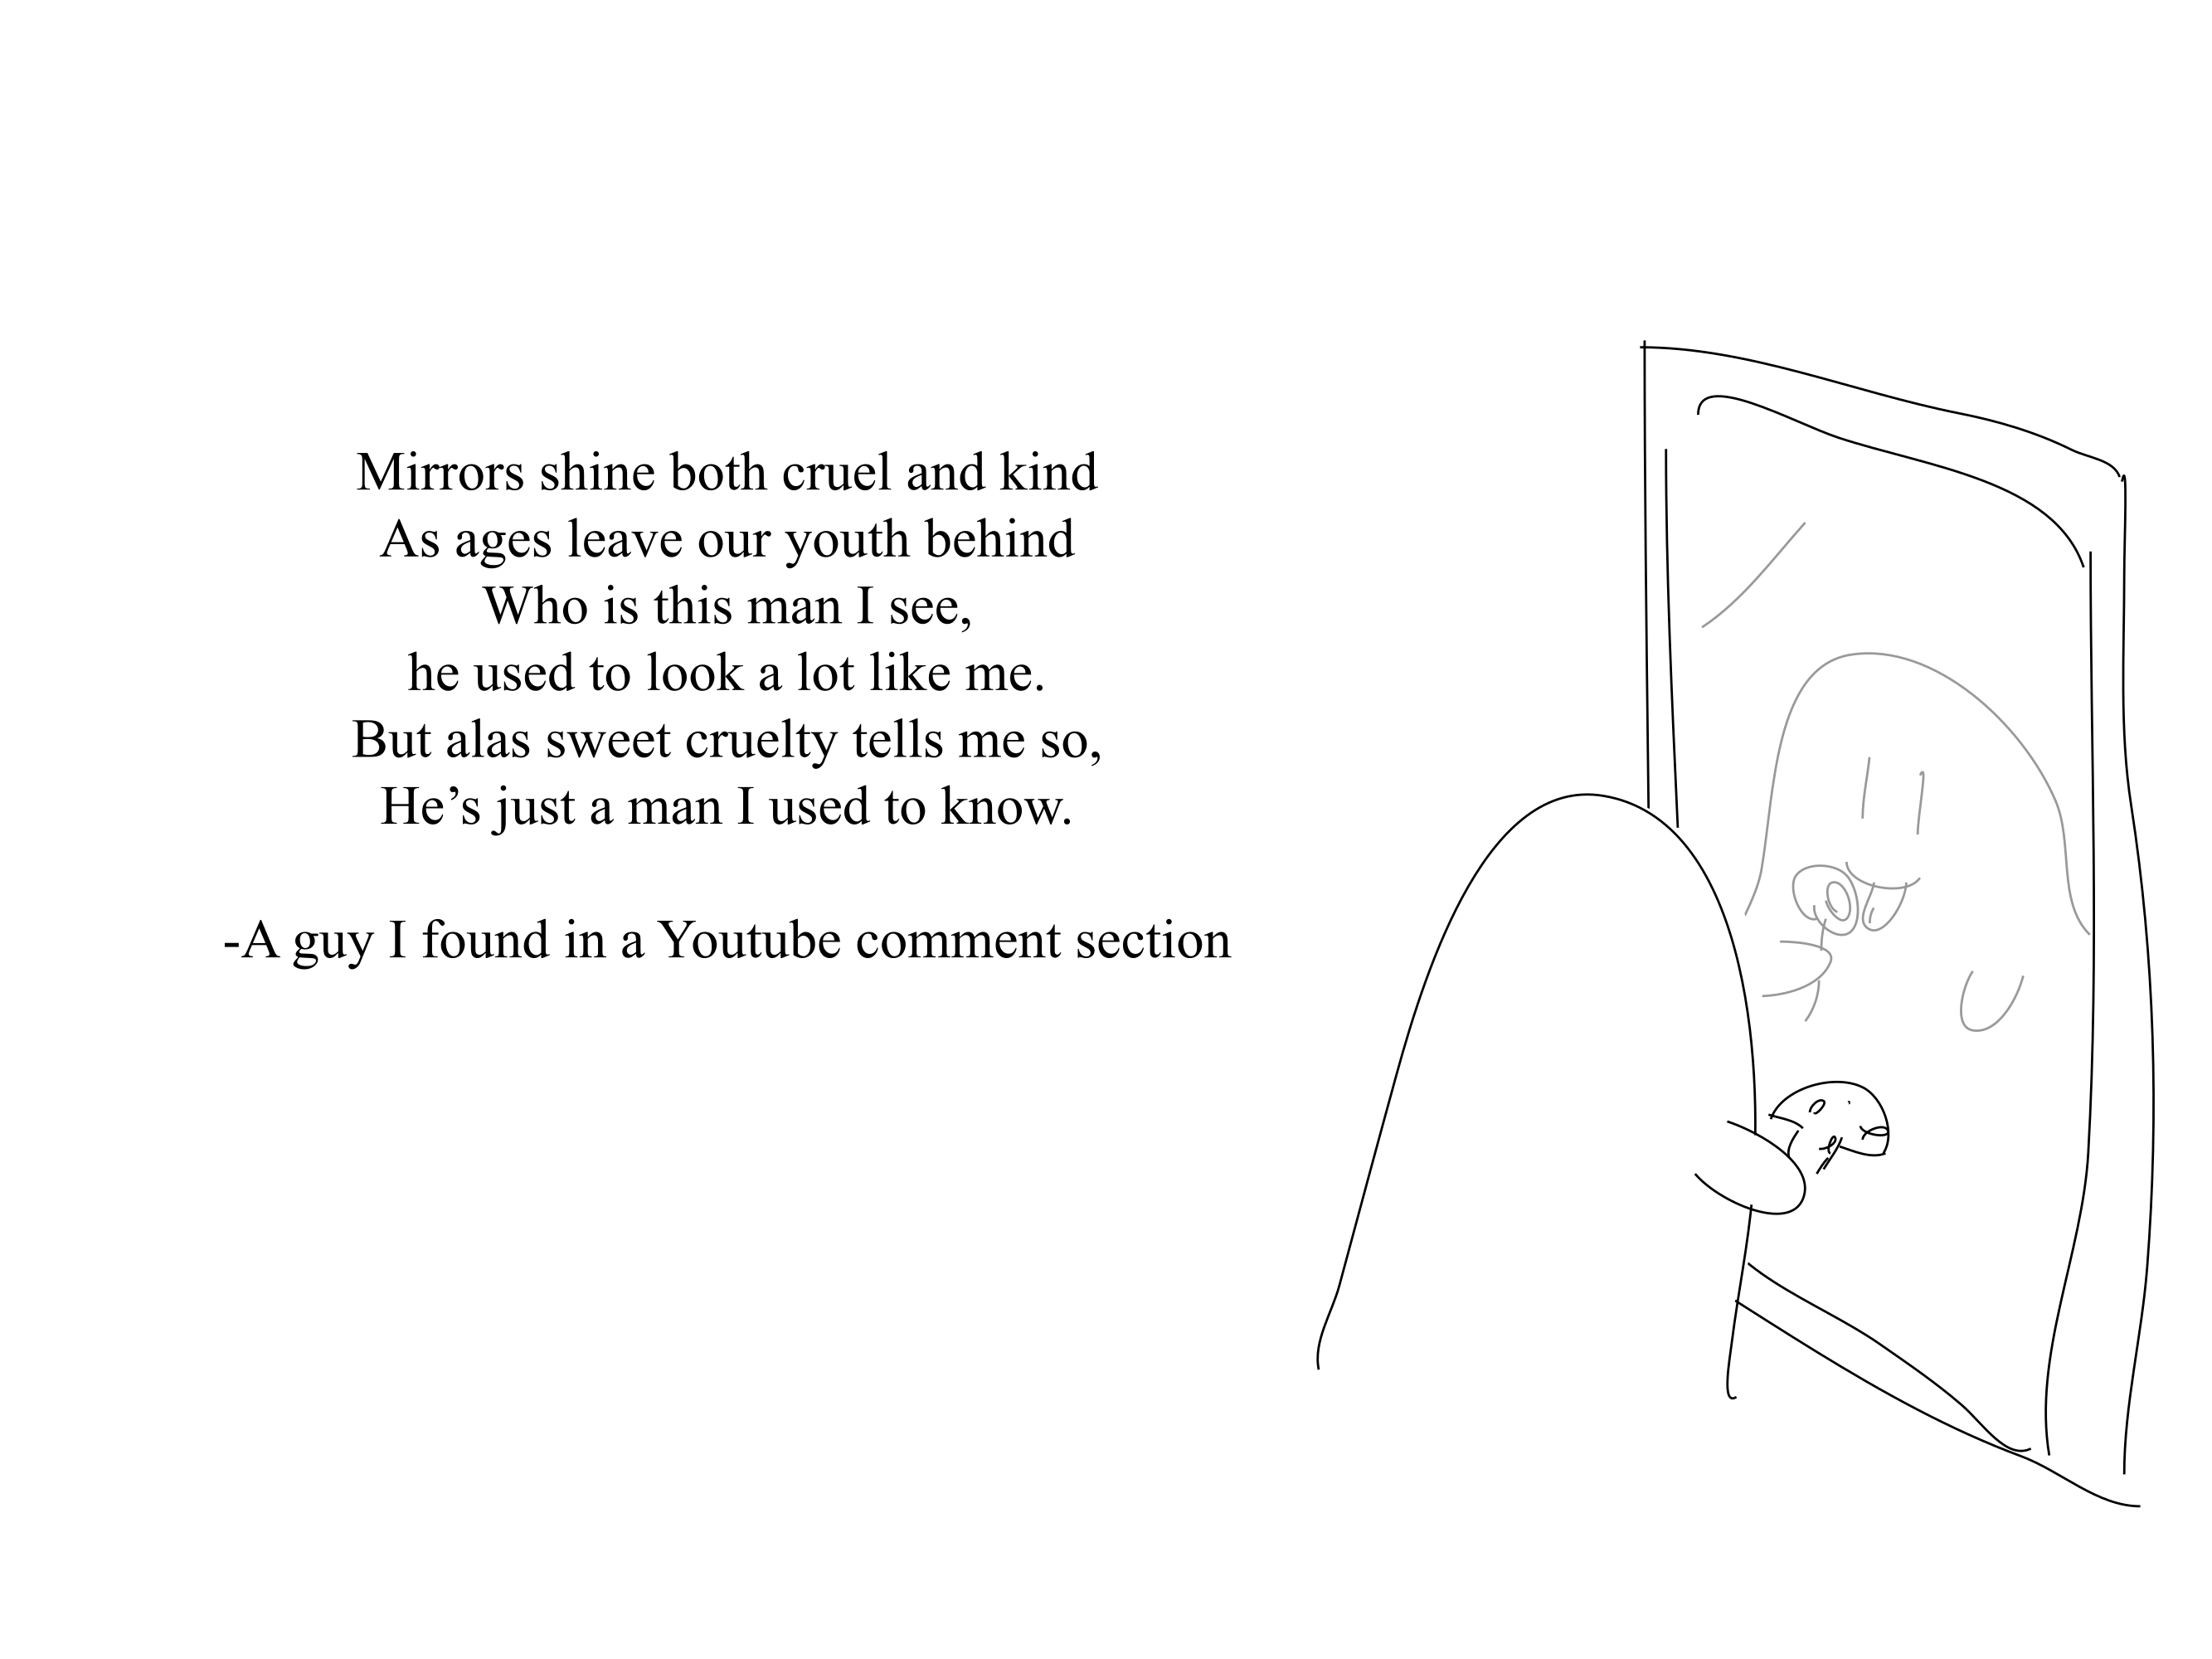 Mirrors shine both cruel and kind
As ages leave our youth behind
Who is this man I see,
he used to look a lot like me.
But alas sweet cruelty tells me so,
He’s just a man I used to know.
-A guy I found in a Youtube comment section